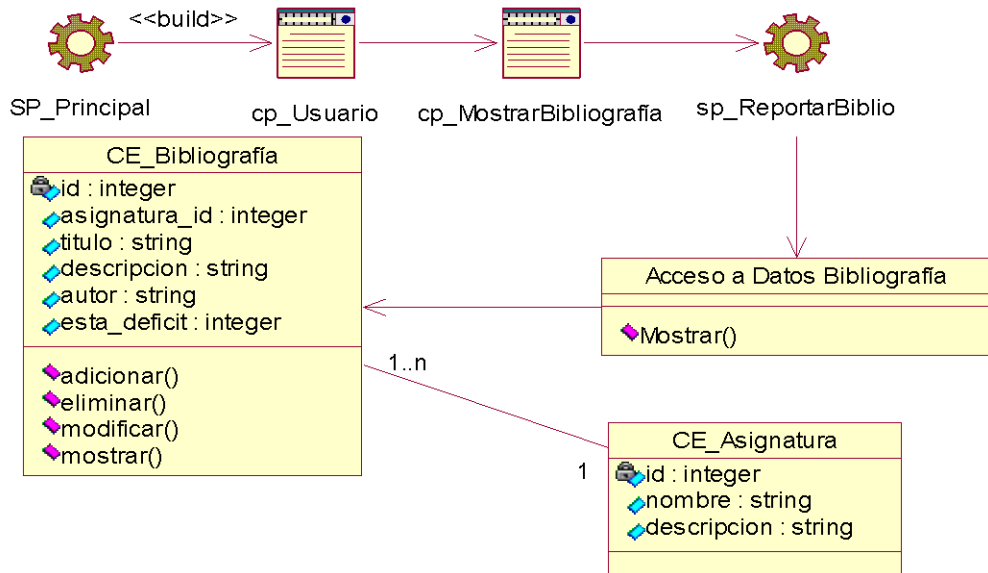 <<build>>
SP_Principal
cp_Usuario
cp_MostrarBibliografía
sp_ReportarBiblio
CE_Bibliografía
id : integer
asignatura_id : integer
titulo : string
descripcion : string
autor : string
esta_deficit : integer
adicionar()
eliminar()
modificar()
mostrar()
Acceso a Datos Bibliografía
Mostrar()
1..n
1
CE_Asignatura
id : integer
nombre : string
descripcion : string